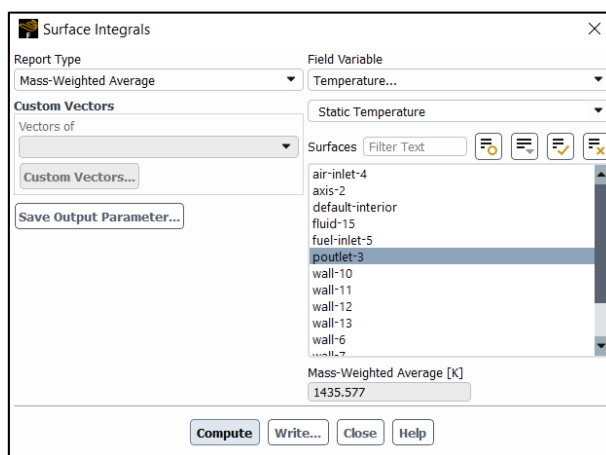 Surface Integrals
Report Type
Mass-Weighted Average
Custom Vectors
Vectors of
Custom Vectors...
Save Output Parameter...
Field Variable
Temperature...
Static Temperature
Surfaces Filter Text
air-inlet-4
axis-2
default-interior
fluid-15
fuel-inlet-5
poutlet-3
wall-10
wall-11
wall-12
wall-13
wall-6
wall-7
Mass-Weighted Average [K]
1435.577
Compute Write... Close Help